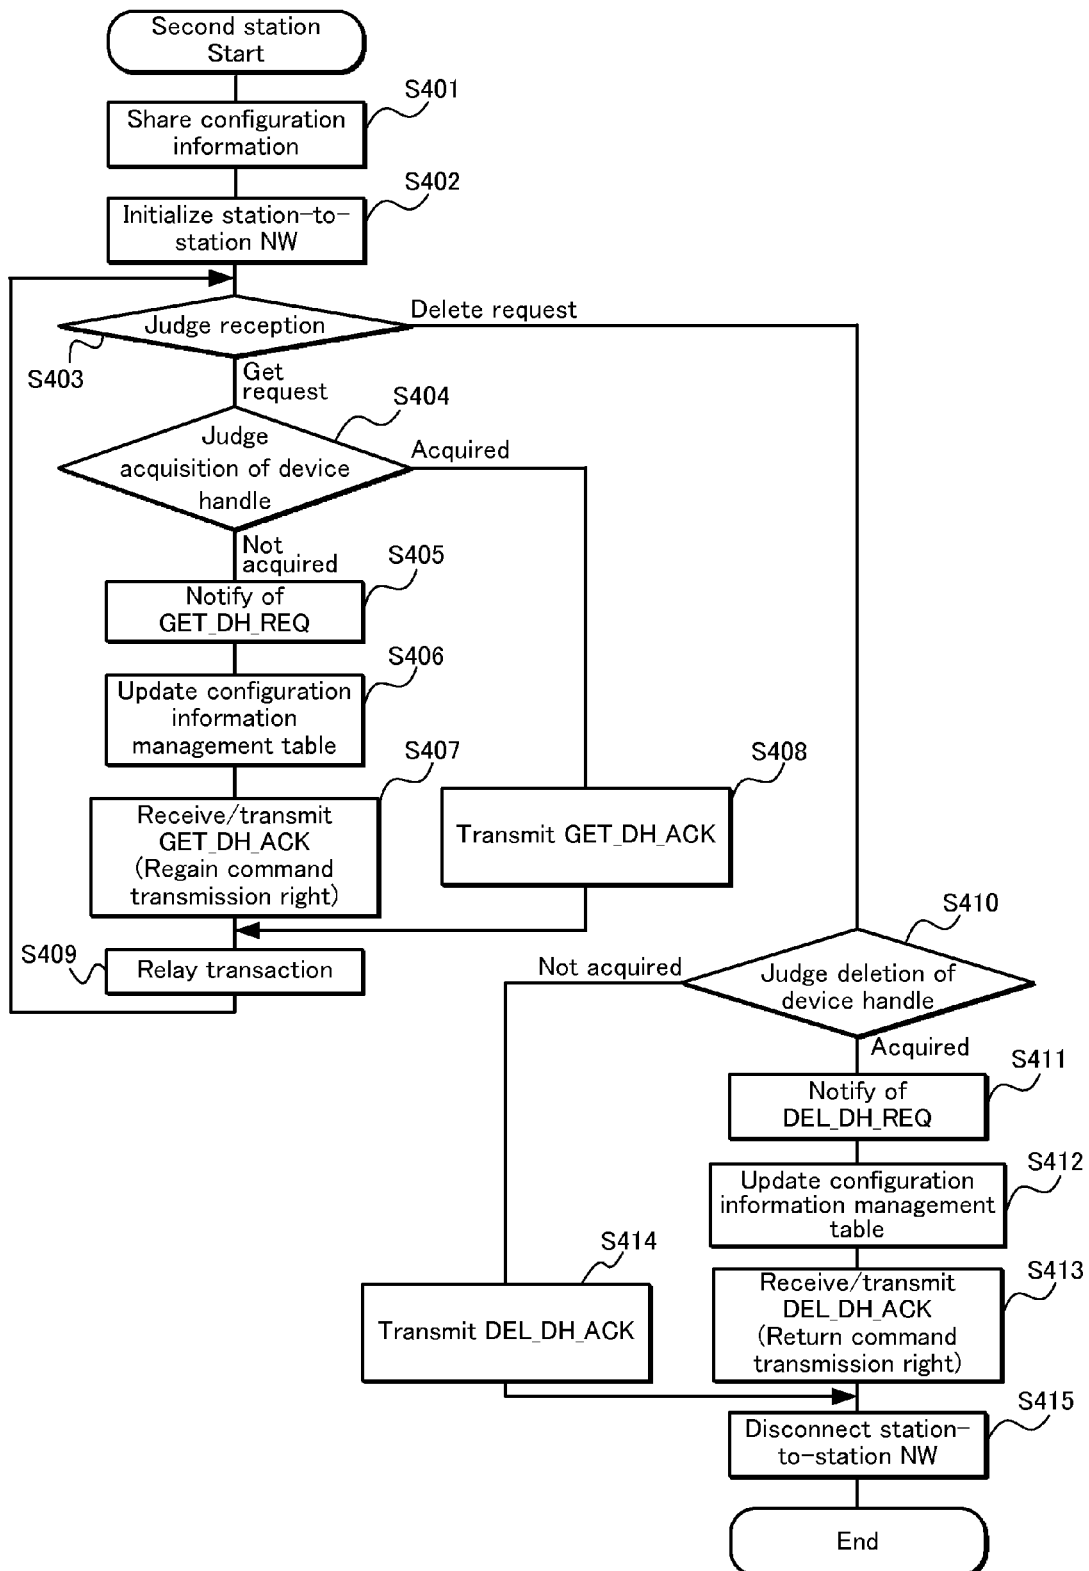 Second station
Start
S401
Share configuration
information
S402
Initialize station-to-
station NW
Judge reception
Delete request
S403
Get
request
S404
Judge
acquisition of device
handle
Acquired
Not
acquired
S405
Notify of
GET_DH_REQ
S406
Update configuration
information
management table
S407
Receive/transmit
GET_DH_ACK
(Regain command
transmission right)
S408
Transmit GET_DH_ACK
S409
Relay transaction
S410
Not acquired
Judge deletion of
device handle
Acquired
S411
Notify of
DEL_DH_REQ
S412
Update configuration
information management
table
S414
Transmit DEL_DH_ACK
S413
Receive/transmit
DEL_DH_ACK
(Return command
transmission right)
S415
Disconnect station-
to-station NW
End